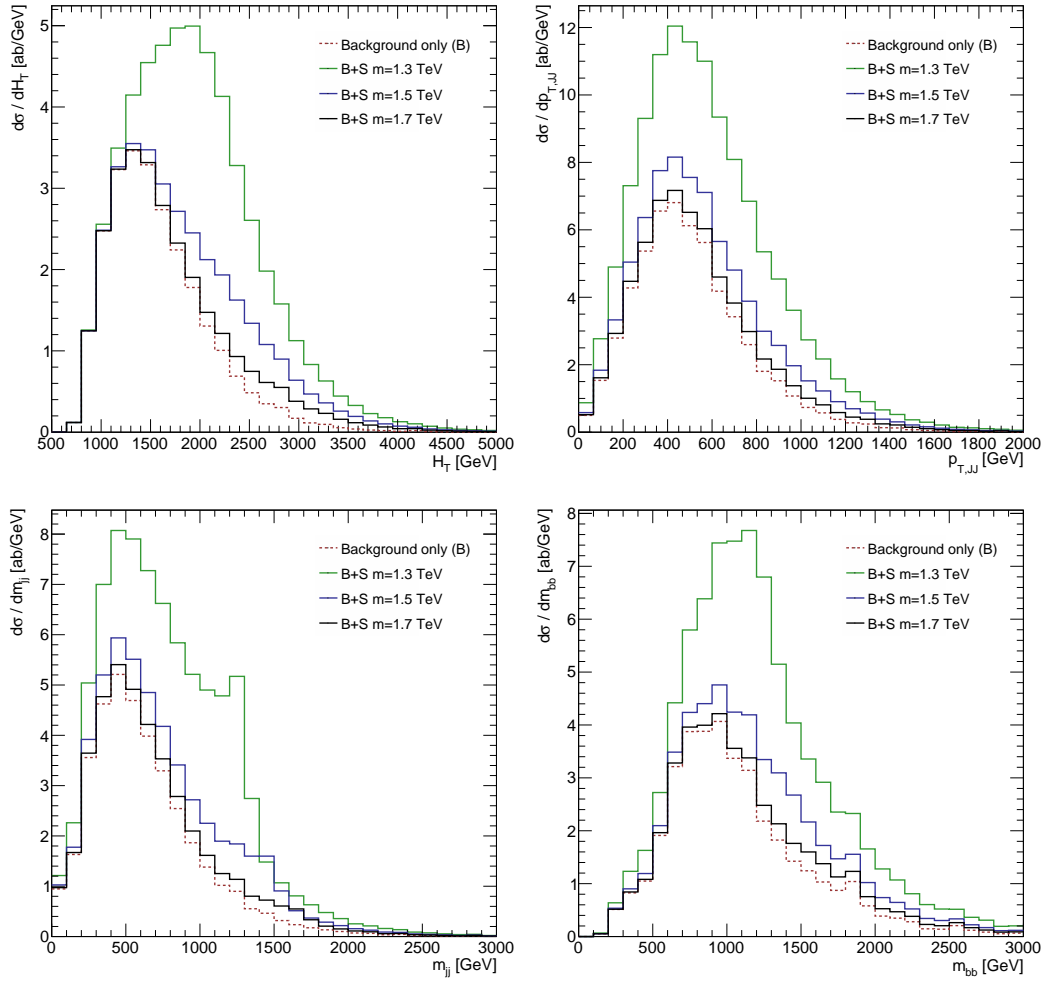 dσ / dH_T [ab/GeV]
5
4
3
2
1
0
Background only (B)
B+S m=1.3 TeV
B+S m=1.5 TeV
B+S m=1.7 TeV
500 1000 1500 2000 2500 3000 3500 4000 4500 5000
H_T [GeV]
dσ / dp_T,JJ [ab/GeV]
12
10
8
6
4
2
0
Background only (B)
B+S m=1.3 TeV
B+S m=1.5 TeV
B+S m=1.7 TeV
0 200 400 600 800 1000 1200 1400 1600 1800 2000
p_T,JJ [GeV]
dσ / dm_jj [ab/GeV]
8
7
6
5
4
3
2
1
0
Background only (B)
B+S m=1.3 TeV
B+S m=1.5 TeV
B+S m=1.7 TeV
0 500 1000 1500 2000 2500 3000
m_jj [GeV]
dσ / dm_bb [ab/GeV]
8
7
6
5
4
3
2
1
0
Background only (B)
B+S m=1.3 TeV
B+S m=1.5 TeV
B+S m=1.7 TeV
0 500 1000 1500 2000 2500 3000
m_bb [GeV]